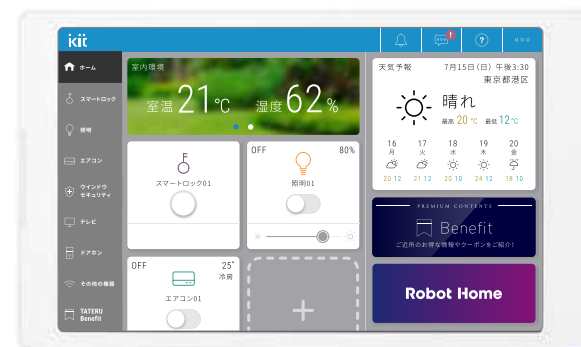 ikit
!
?
ホーム
スマートロック
照明
エアコン
ウインドウ
セキュリティ
テレビ
ドアホン
その他の機器
TATERU
Benefit
室内環境
室温 21℃ 湿度 62%
スマートロック01
OFF 80%
照明01
OFF 25°
冷房
エアコン01
天気予報 7月15日(日) 午後3:30
東京都港区
晴れ
最高 20℃ 最低 12℃
16 17 18 19 20
月 火 水 木 金
20 12 21 12 20 10 24 12 18 10
PREMIUM CONTENTS
Benefit
ご近所のお得な情報やクーポンをご紹介!
Robot Home